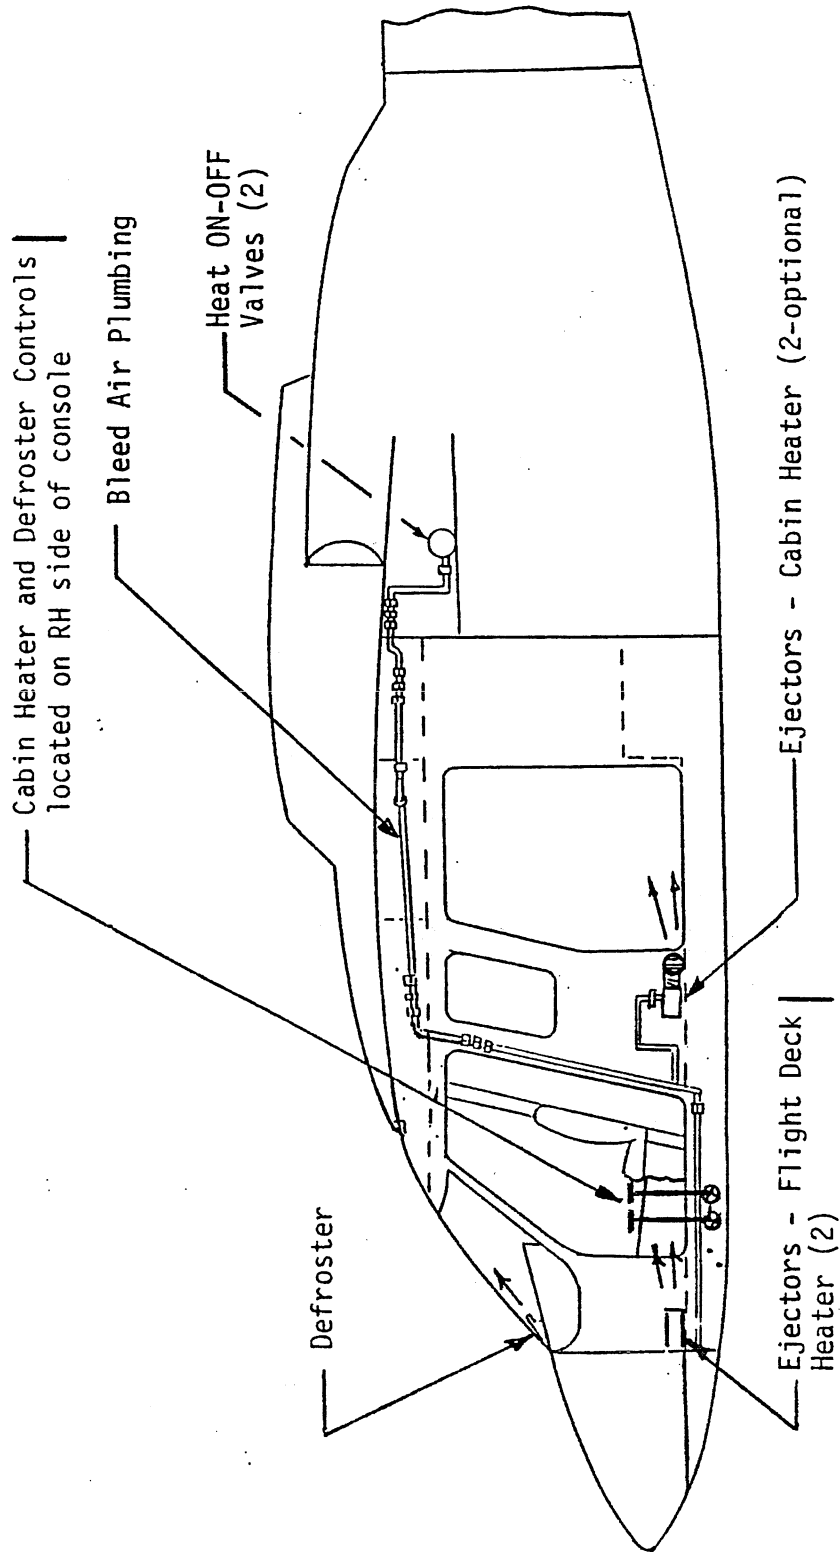 Cabin Heater and Defroster Controls
located on RH side of console
Bleed Air Plumbing
Heat ON-OFF
Valves (2)
Defroster
Ejectors - Flight Deck
Heater (2)
Ejectors - Cabin Heater (2-optional)